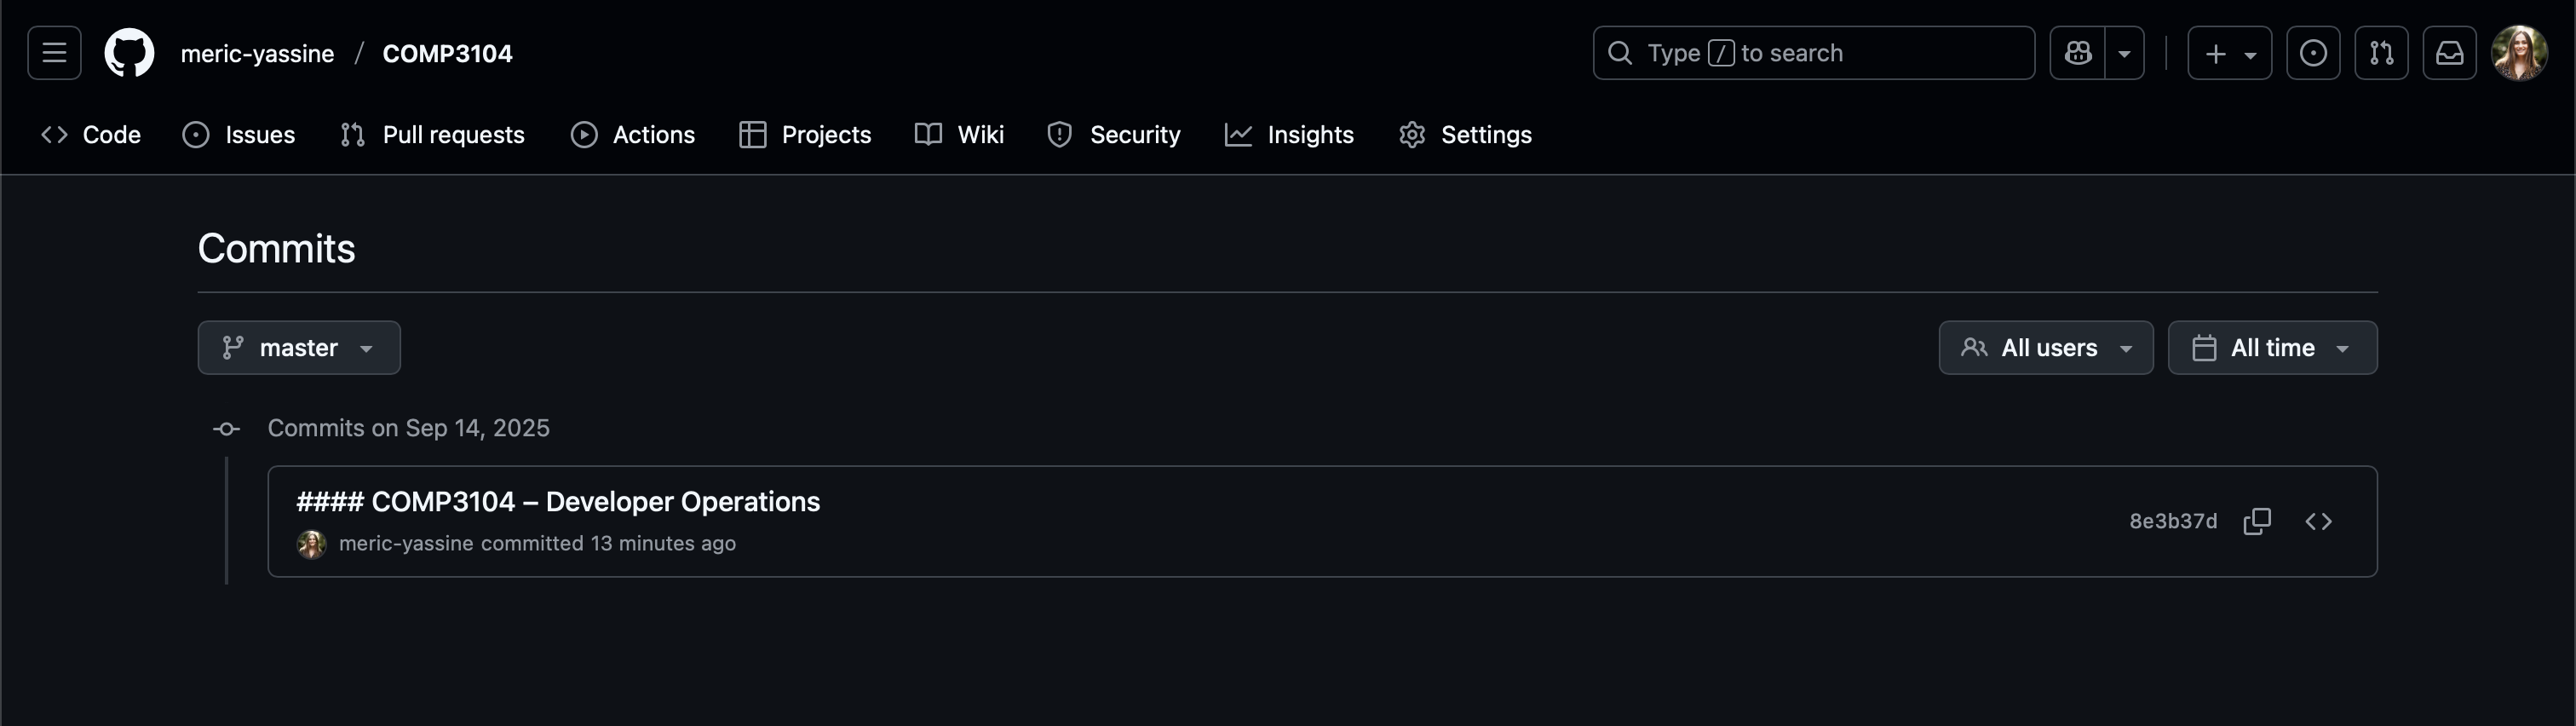 meric-yassine / COMP3104
Type / to search
Code Issues Pull requests Actions Projects Wiki Security Insights Settings
Commits
master
All users All time
Commits on Sep 14, 2025
#### COMP3104 – Developer Operations
meric-yassine committed 13 minutes ago
8e3b37d